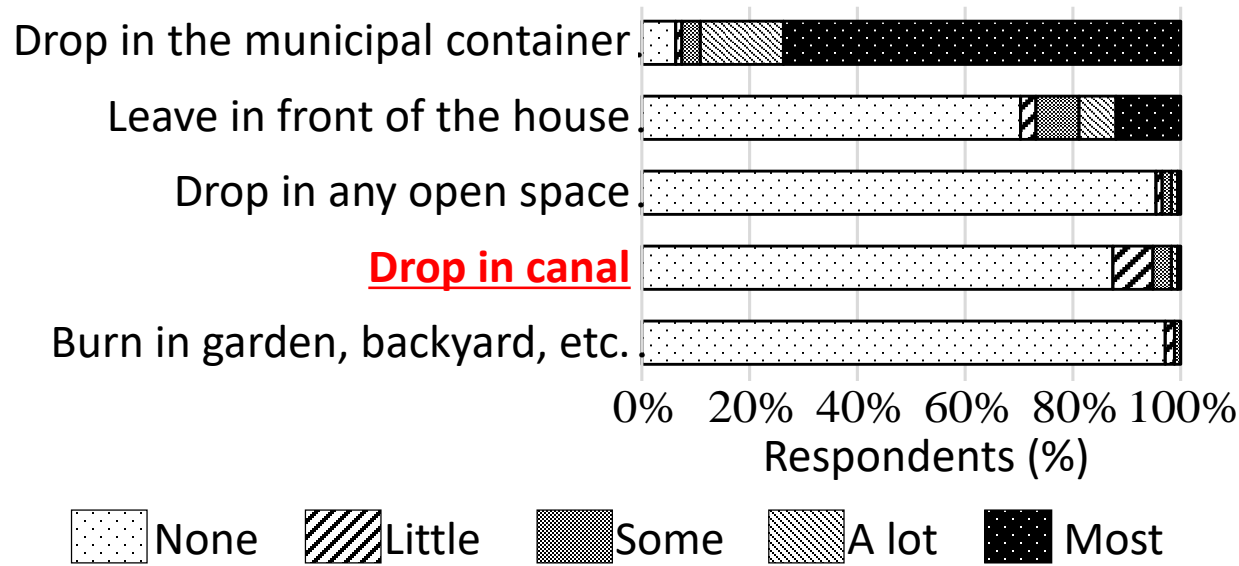 Drop in the municipal container
Leave in front of the house
Drop in any open space
Drop in canal
Burn in garden, backyard, etc.
0% 20% 40% 60% 80% 100%
Respondents (%)
None Little Some A lot Most